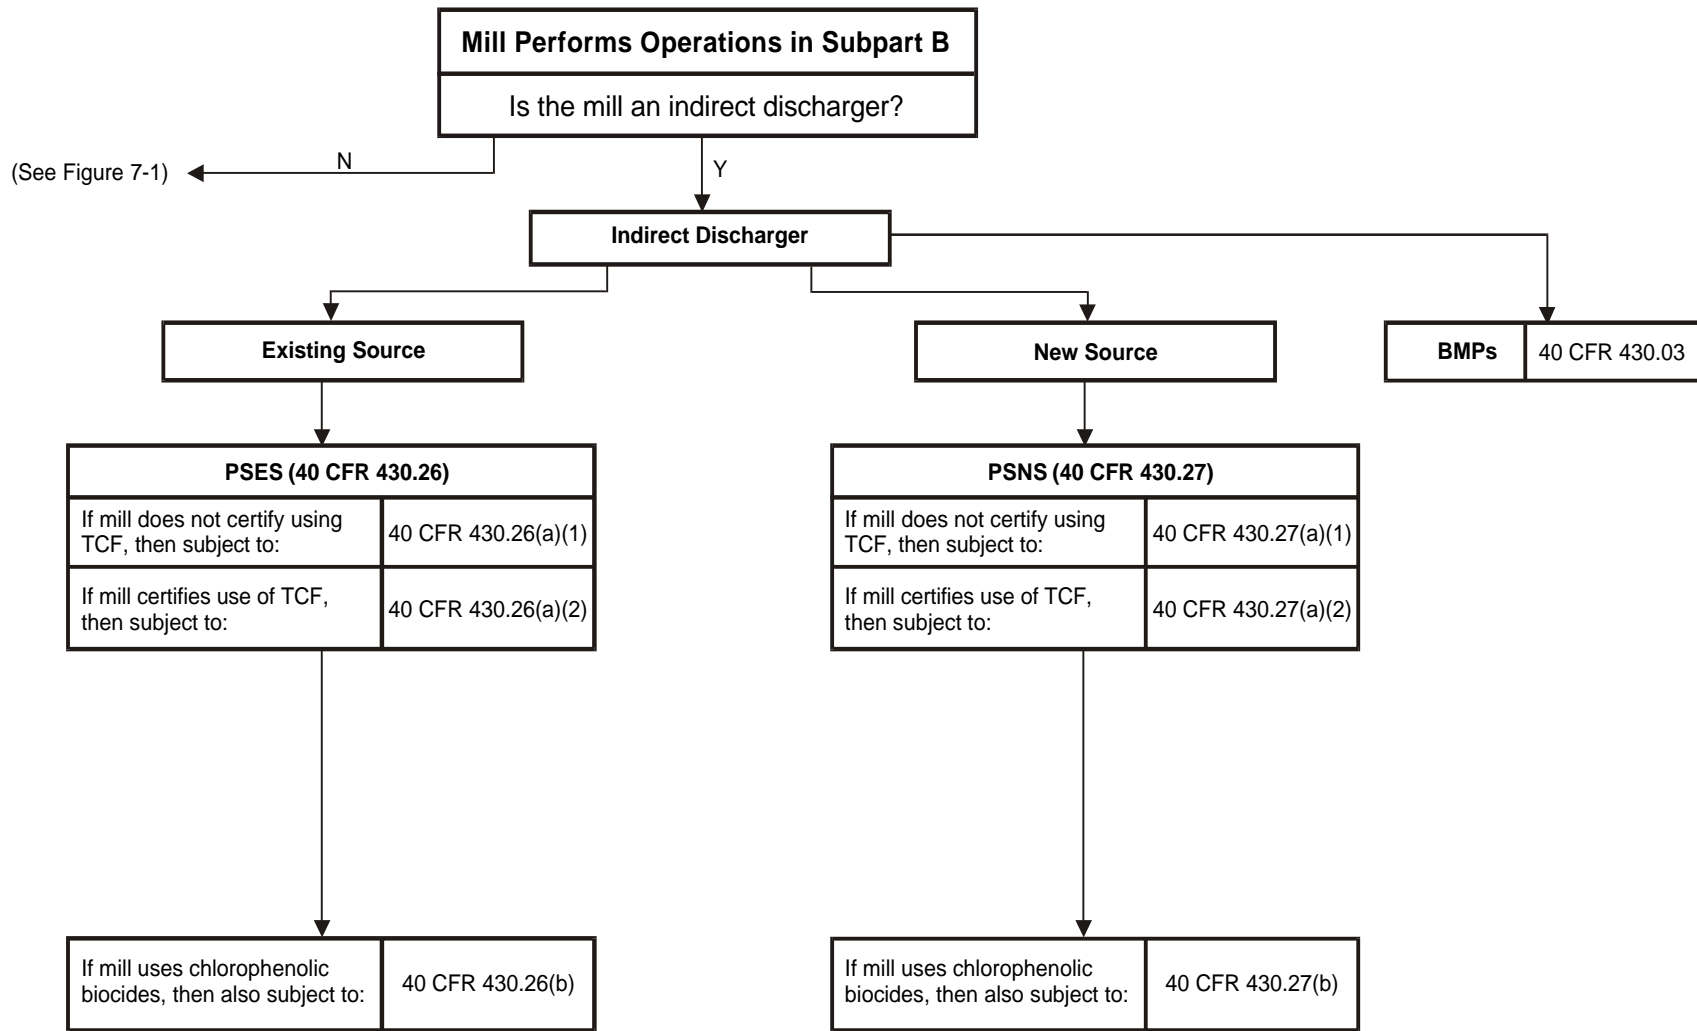 Mill Performs Operations in Subpart B
Is the mill an indirect discharger?
(See Figure 7-1)
N
Y
Indirect Discharger
Existing Source
New Source
BMPs
40 CFR 430.03
PSES (40 CFR 430.26)
If mill does not certify using
TCF, then subject to:
40 CFR 430.26(a)(1)
If mill certifies use of TCF,
then subject to:
40 CFR 430.26(a)(2)
PSNS (40 CFR 430.27)
If mill does not certify using
TCF, then subject to:
40 CFR 430.27(a)(1)
If mill certifies use of TCF,
then subject to:
40 CFR 430.27(a)(2)
If mill uses chlorophenolic
biocides, then also subject to:
40 CFR 430.26(b)
If mill uses chlorophenolic
biocides, then also subject to:
40 CFR 430.27(b)